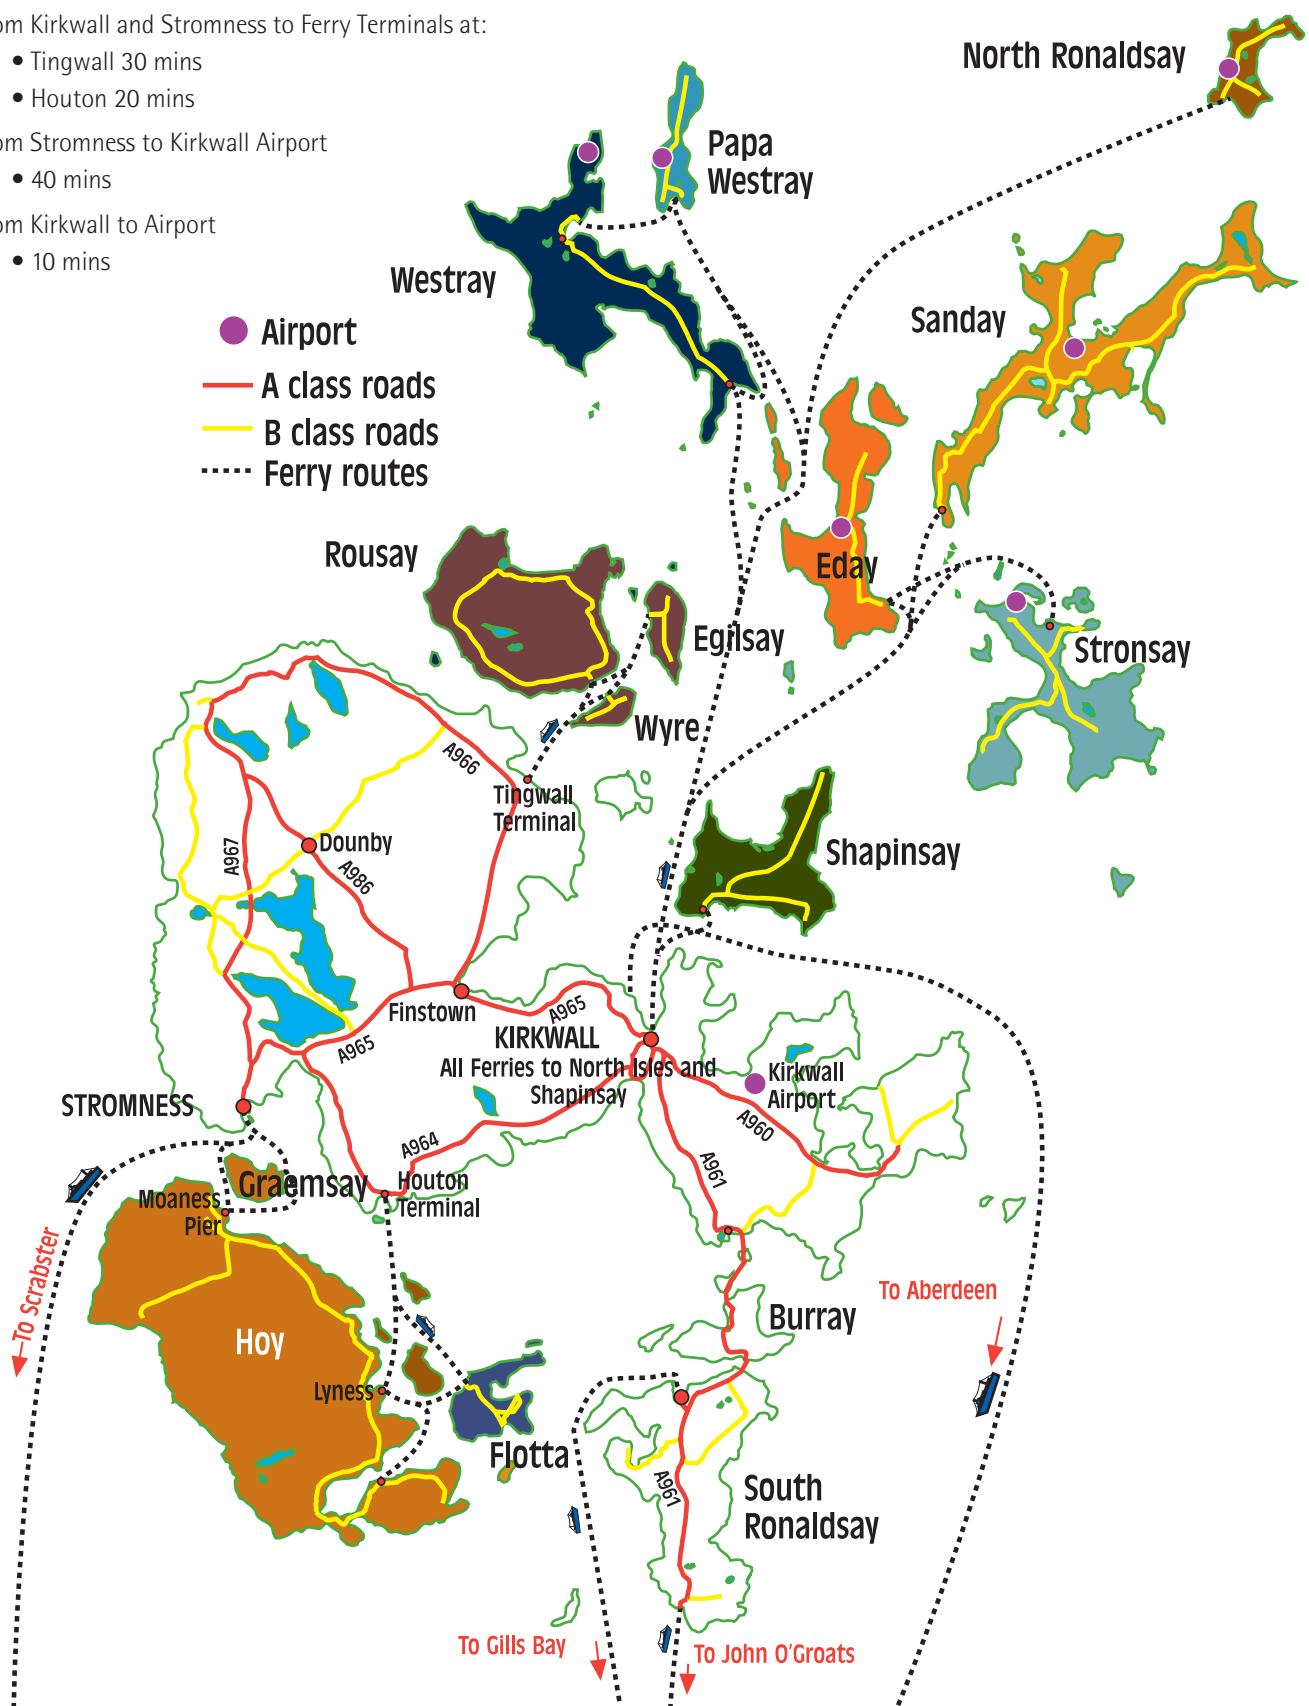 om Kirkwall and Stromness to Ferry Terminals at:
• Tingwall 30 mins
• Houton 20 mins
om Stromness to Kirkwall Airport
• 40 mins
om Kirkwall to Airport
• 10 mins
North Ronaldsay
Papa
Westray
Westray
Sanday
Airport
A class roads
B class roads
Ferry routes
Rousay
Eday
Egilsay
Stronsay
Wyre
A966
Tingwall
Terminal
Dounby
A967
A986
Shapinsay
Finstown
A965
KIRKWALL
All Ferries to North Isles and
Shapinsay
A965
Kirkwall
Airport
STROMNESS
A960
A964
A961
Graemsay
Houton
Terminal
Moaness
Pier
To Scrabster
To Aberdeen
Burray
Hoy
Lyness
Flotta
A961
South
Ronaldsay
To Gills Bay
To John O'Groats